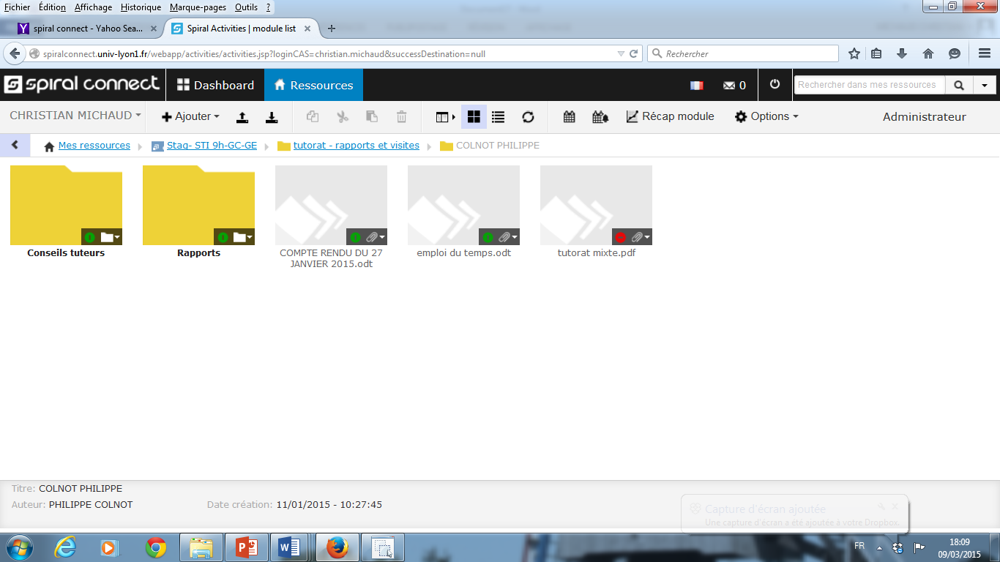 Fichier Édition Affichage Historique Marque-pages Outils ?
spiral connect - Yahoo Sea... Spiral Activities | module list
spiralconnect.univ-lyon1.fr/webapp/activities/activities.jsp?loginCAS=christian.michaud&successDestination=null Rechercher
spiral connect Dashboard Ressources 0 Rechercher dans mes ressources
CHRISTIAN MICHAUD Ajouter Récap module Options Administrateur
Mes ressources Stag- STI 9h-GC-GE tutorat - rapports et visites COLNOT PHILIPPE
Conseils tuteurs Rapports COMPTE RENDU DU 27 JANVIER 2015.odt emploi du temps.odt tutorat mixte.pdf
Titre: COLNOT PHILIPPE
Auteur: PHILIPPE COLNOT Date création: 11/01/2015 - 10:27:45
Capture d'écran ajoutée
Une capture d'écran a été ajoutée à votre Dropbox.
FR 18:09
09/03/2015